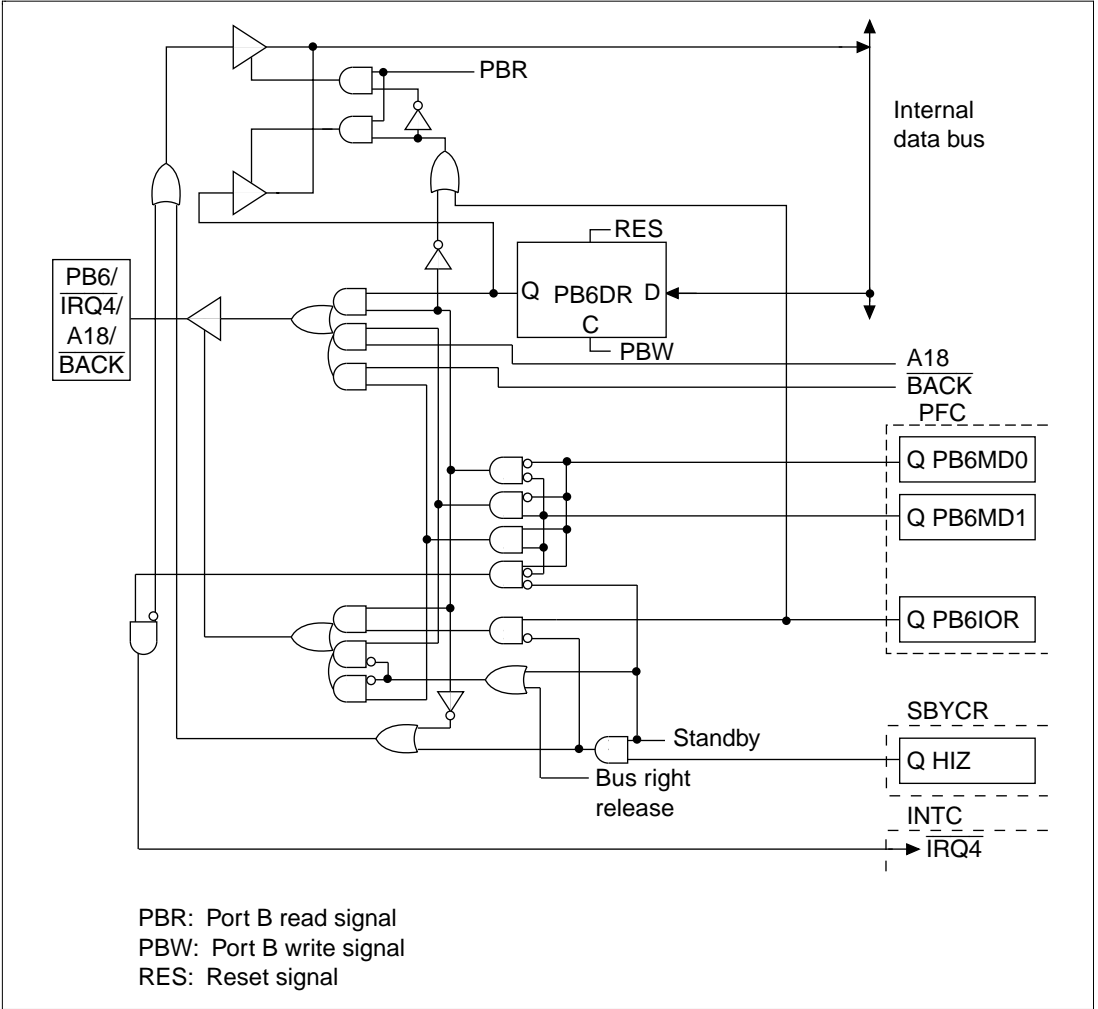 PBR
Internal
data bus
RES
PB6/
IRQ4/
A18/
BACK
Q PB6DR D
C
PBW
A18
BACK
PFC
Q PB6MD0
Q PB6MD1
Q PB6IOR
SBYCR
Standby
Q HIZ
Bus right
release
INTC
IRQ4
PBR: Port B read signal
PBW: Port B write signal
RES: Reset signal